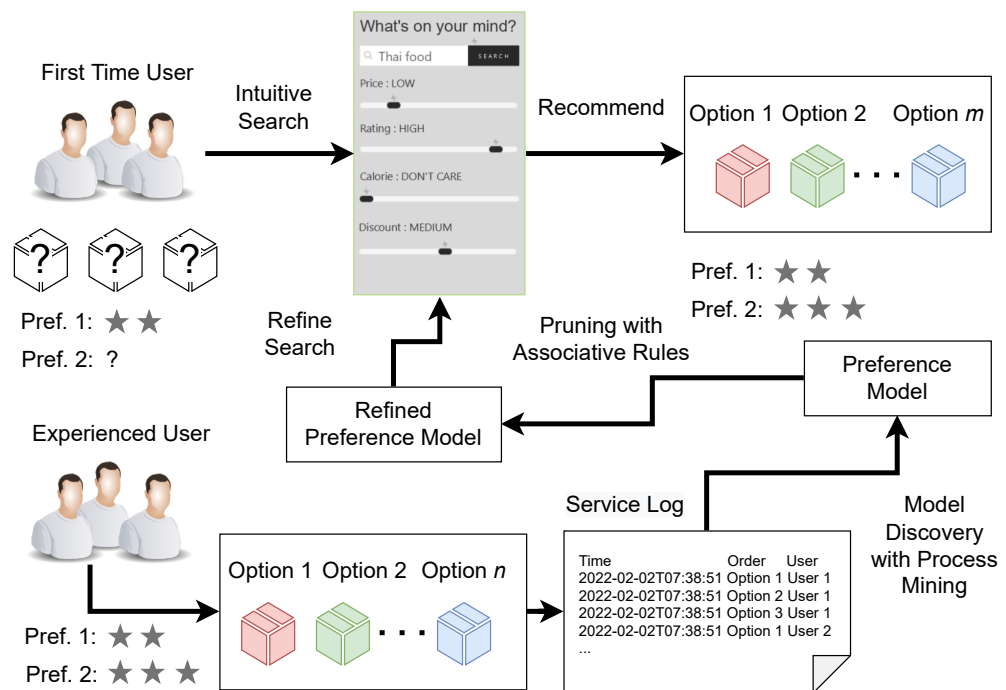 First Time User
?
?
?
Pref. 1:
Pref. 2: ?
Intuitive
Search
What's on your mind?
Thai food
SEARCH
Price : LOW
Rating : HIGH
Calorie : DON'T CARE
Discount : MEDIUM
Recommend
Option 1 Option 2 Option m
. . .
Pref. 1:
Pref. 2:
Refine
Search
Pruning with
Associative Rules
Preference
Model
Refined
Preference Model
Experienced User
Pref. 1:
Pref. 2:
Option 1 Option 2 Option n
. . .
Service Log
Time Order User
2022-02-02T07:38:51 Option 1 User 1
2022-02-02T07:38:51 Option 2 User 1
2022-02-02T07:38:51 Option 3 User 1
2022-02-02T07:38:51 Option 1 User 2
...
Model
Discovery
with Process
Mining